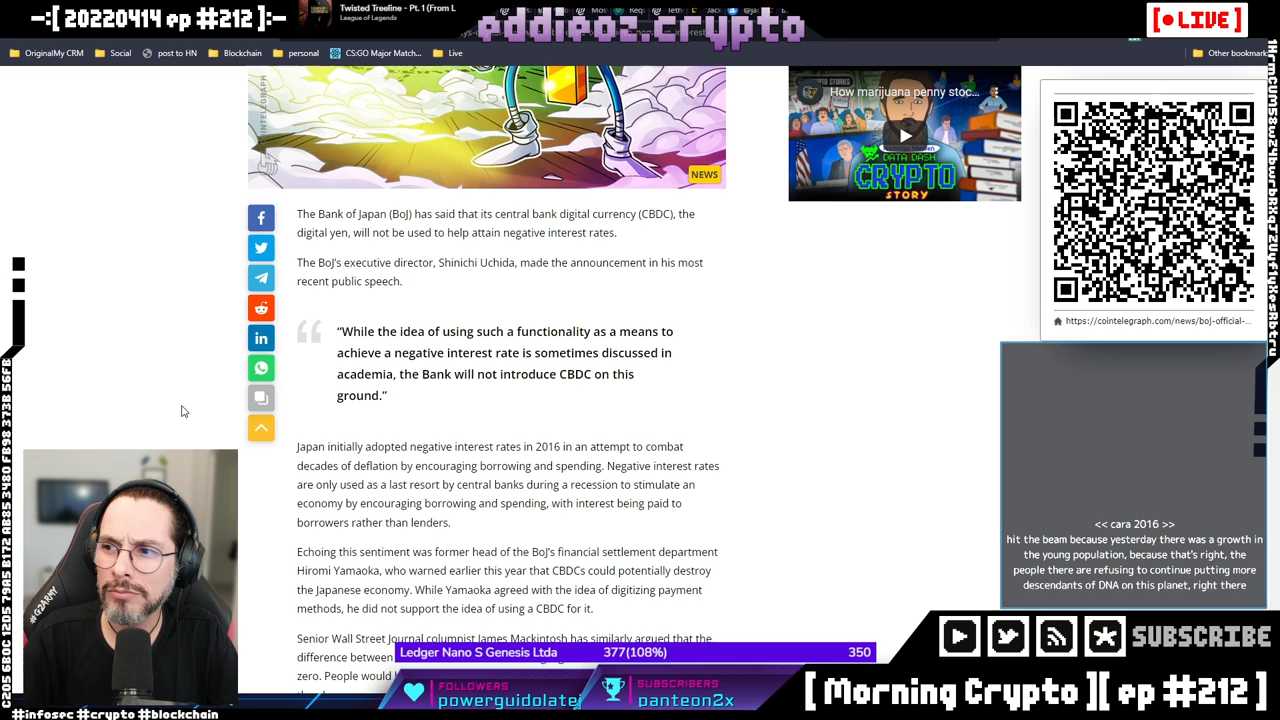 -:[ 20220414 ep #212 ]:-
Twisted Treeline - Pt. 1 (From L
League of Legends
eddieoz.crypto
[ • LIVE ]
OriginalMy CRM
Social
post to HN
Blockchain
personal
CS:GO Major Match...
Live
Other bookmark
COINTELEGRAPH
NEWS
How marijuana penny stoc...
DATA DASH
CRYPTO
STORY
The Bank of Japan (BoJ) has said that its central bank digital currency (CBDC), the
digital yen, will not be used to help attain negative interest rates.
The BoJ's executive director, Shinichi Uchida, made the announcement in his most
recent public speech.
“While the idea of using such a functionality as a means to
achieve a negative interest rate is sometimes discussed in
academia, the Bank will not introduce CBDC on this
ground.”
Japan initially adopted negative interest rates in 2016 in an attempt to combat
decades of deflation by encouraging borrowing and spending. Negative interest rates
are only used as a last resort by central banks during a recession to stimulate an
economy by encouraging borrowing and spending, with interest being paid to
borrowers rather than lenders.
Echoing this sentiment was former head of the BoJ's financial settlement department
Hiromi Yamaoka, who warned earlier this year that CBDCs could potentially destroy
the Japanese economy. While Yamaoka agreed with the idea of digitizing payment
methods, he did not support the idea of using a CBDC for it.
Senior Wall Street Journal columnist James Mackintosh has similarly argued that the
difference between
zero. People would
https://cointelegraph.com/news/boj-official-...
<< cara 2016 >>
hit the beam because yesterday there was a growth in
the young population, because that's right, the
people there are refusing to continue putting more
descendants of DNA on this planet, right there
Ledger Nano S Genesis Ltda 377(108%) 350
FOLLOWERS
powerguidolatej
SUBSCRIBERS
panteon2x
SUBSCRIBE
[ Morning Crypto ][ ep #212 ]
#infosec #crypto #blockchain